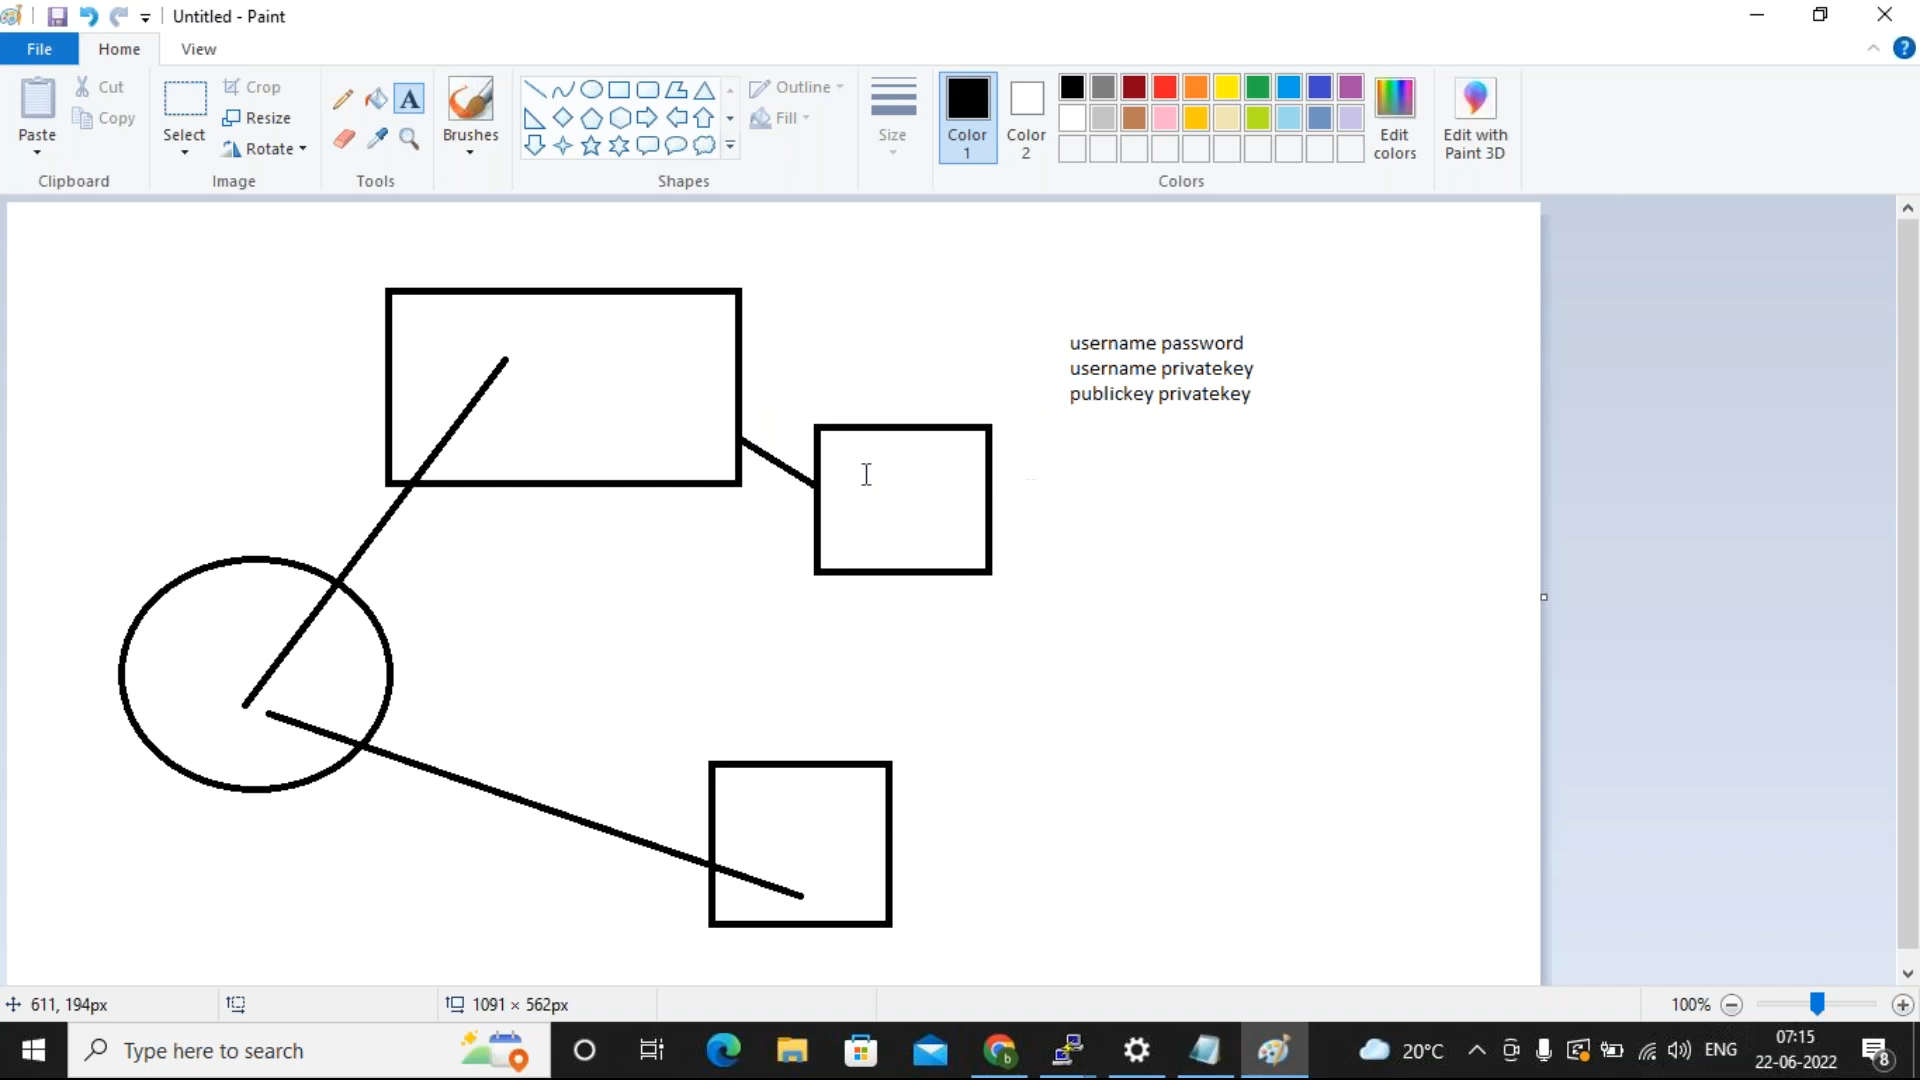 Untitled - Paint
File
Home
View
Paste
Cut
Copy
Clipboard
Select
Crop
Resize
Rotate
Image
A
Tools
Brushes
Shapes
Outline
Fill
Size
Color 1
Color 2
Edit colors
Colors
Edit with Paint 3D
?
username password
username privatekey
publickey privatekey
611, 194px
1091 × 562px
100%
Type here to search
b
20°C
ENG
07:15
22-06-2022
8